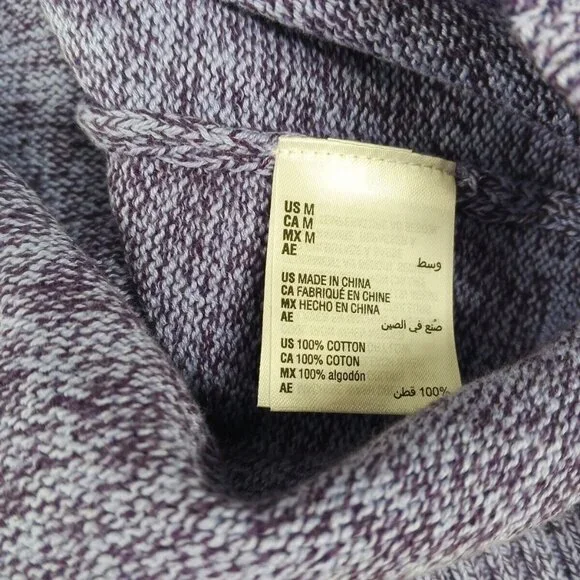 US M
CA M
MX M
AE وسط
US MADE IN CHINA
CA FABRIQUÉ EN CHINE
MX HECHO EN CHINA
AE صنع في الصين
US 100% COTTON
CA 100% COTON
MX 100% algodón
AE 100% قطن